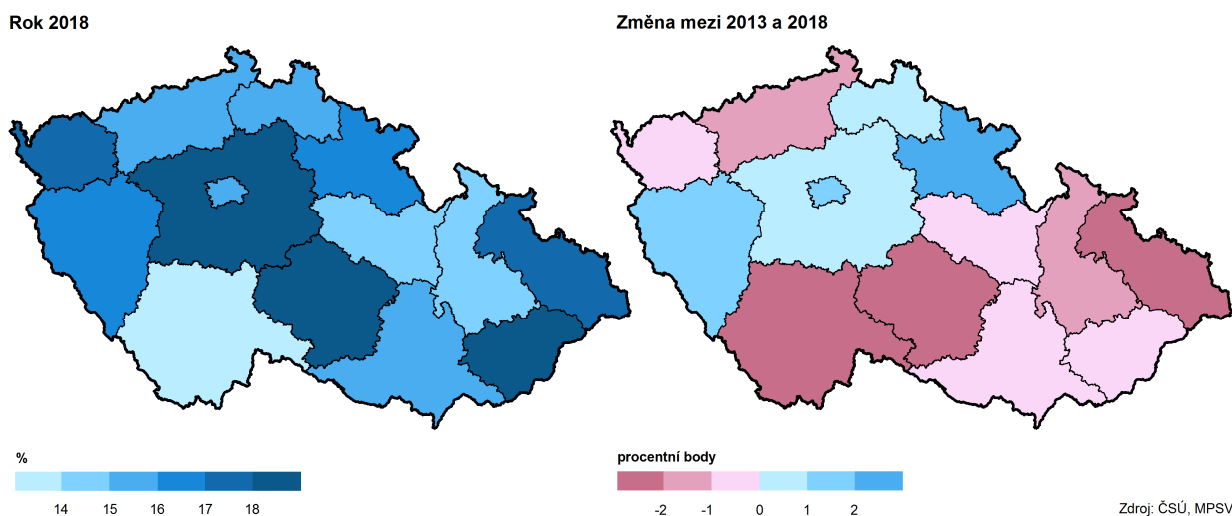 Rok 2018
Změna mezi 2013 a 2018
%
14 15 16 17 18
procentní body
-2 -1 0 1 2
Zdroj: ČSÚ, MPSV